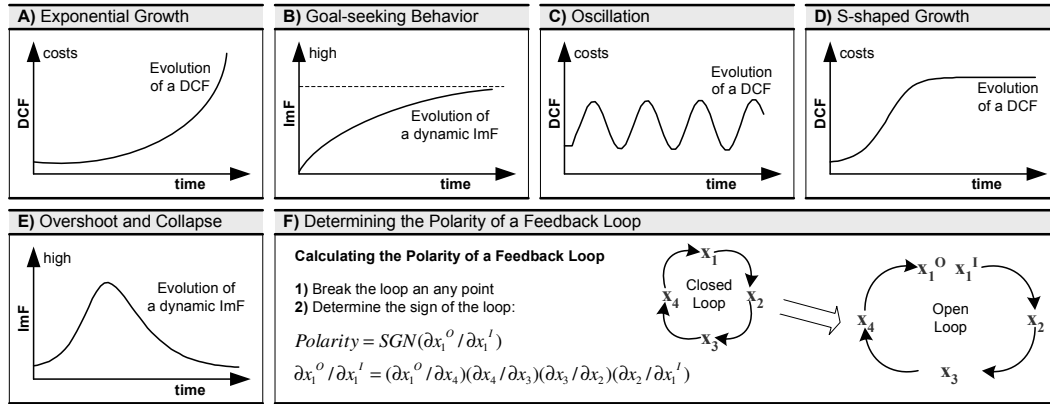 A) Exponential Growth
costs
Evolution
of a DCF
DCF
time
B) Goal-seeking Behavior
high
Evolution of
a dynamic ImF
ImF
time
C) Oscillation
costs
Evolution
of a DCF
DCF
time
D) S-shaped Growth
costs
Evolution
of a DCF
DCF
time
E) Overshoot and Collapse
high
Evolution of
a dynamic ImF
ImF
time
F) Determining the Polarity of a Feedback Loop
Calculating the Polarity of a Feedback Loop
1) Break the loop an any point
2) Determine the sign of the loop:
Polarity = SGN(∂x₁ᴼ/∂x₁ᴵ)
∂x₁ᴼ/∂x₁ᴵ = (∂x₁ᴼ/∂x₄)(∂x₄/∂x₃)(∂x₃/∂x₂)(∂x₂/∂x₁ᴵ)
x₁
x₄
Closed
Loop
x₂
x₃
x₁ᴼ x₁ᴵ
x₄
Open
Loop
x₂
x₃